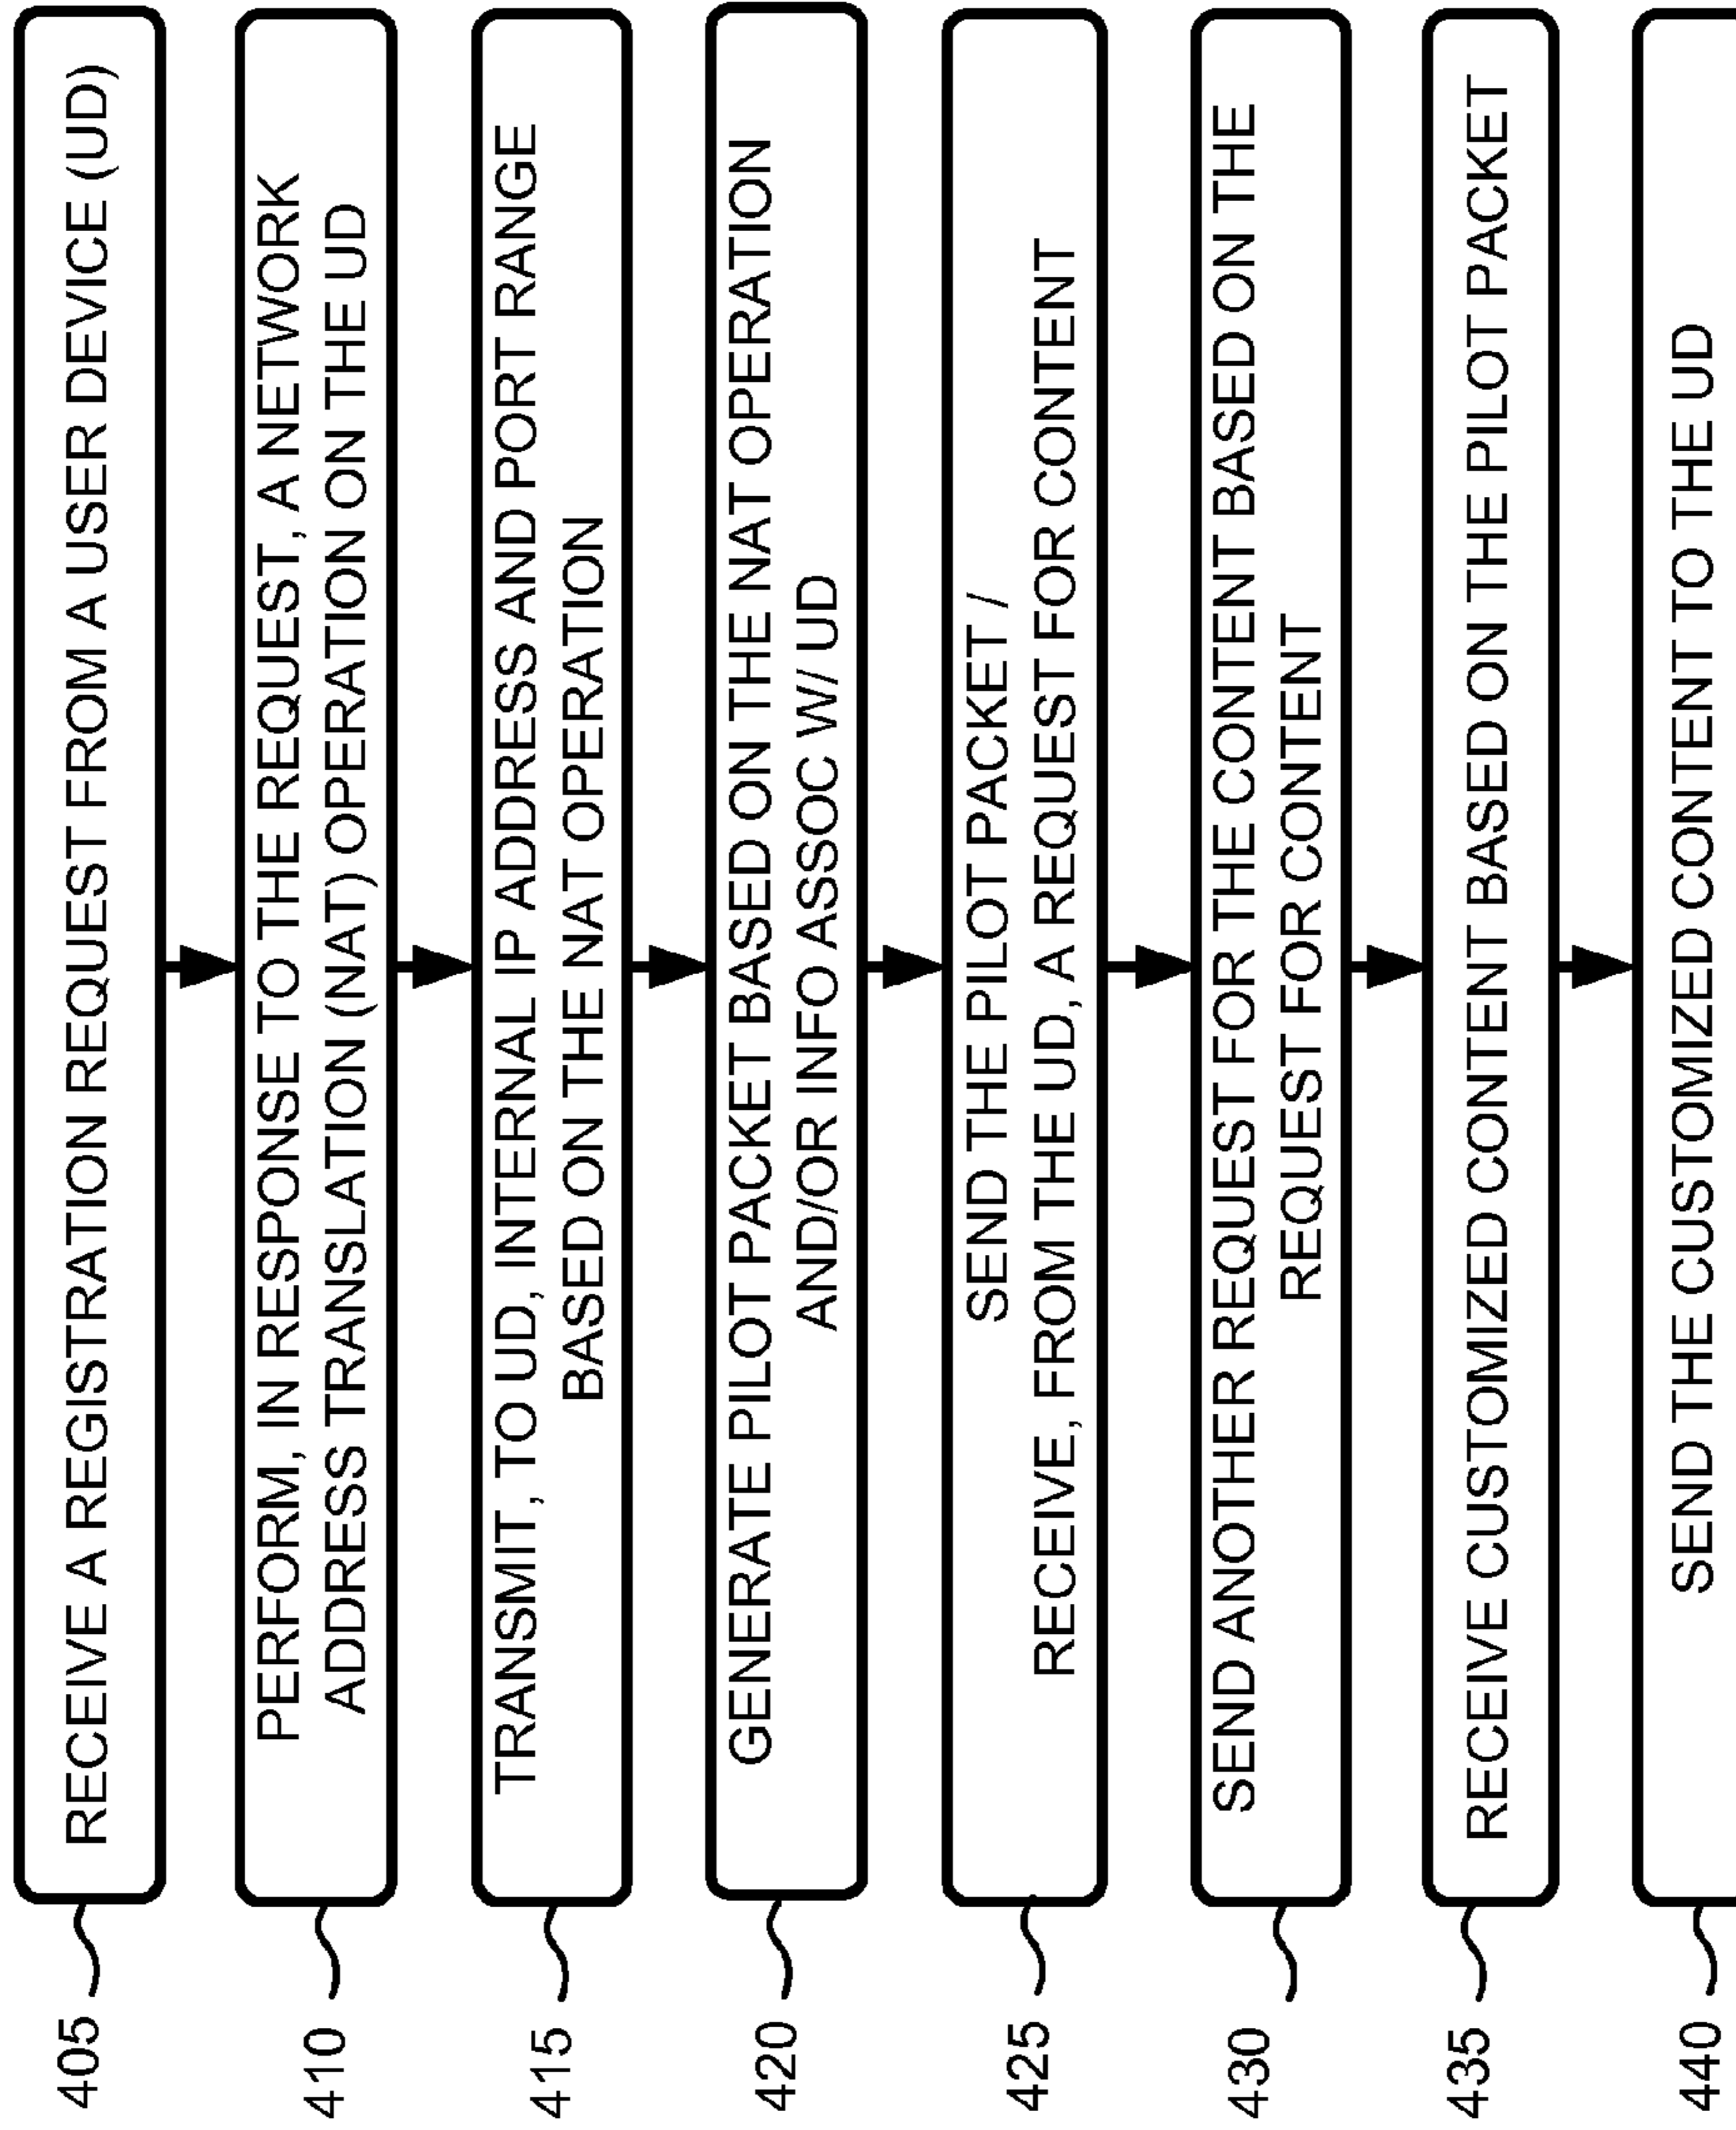 405
RECEIVE A REGISTRATION REQUEST FROM A USER DEVICE (UD)
410
PERFORM, IN RESPONSE TO THE REQUEST, A NETWORK
ADDRESS TRANSLATION (NAT) OPERATION ON THE UD
415
TRANSMIT, TO UD, INTERNAL IP ADDRESS AND PORT RANGE
BASED ON THE NAT OPERATION
420
GENERATE PILOT PACKET BASED ON THE NAT OPERATION
AND/OR INFO ASSOC W/ UD
425
SEND THE PILOT PACKET /
RECEIVE, FROM THE UD, A REQUEST FOR CONTENT
430
SEND ANOTHER REQUEST FOR THE CONTENT BASED ON THE
REQUEST FOR CONTENT
435
RECEIVE CUSTOMIZED CONTENT BASED ON THE PILOT PACKET
440
SEND THE CUSTOMIZED CONTENT TO THE UD